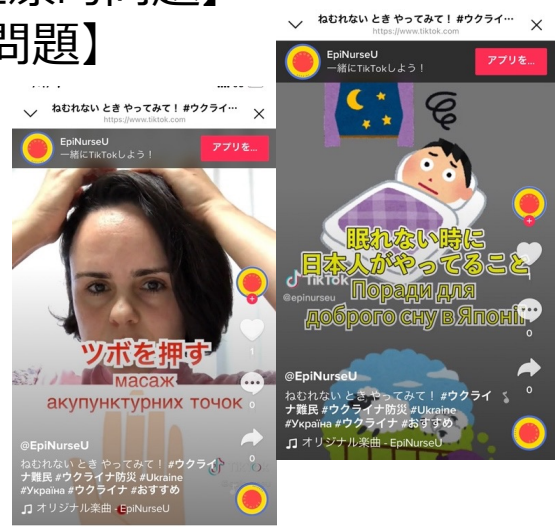 問題】
ねむれない とき やってみて！ #ウクライ…
https://www.tiktok.com
EpiNurseU
一緒にTikTokしよう！
アプリを...
ツボを押す
масаж
акупунктурних точок
1
0
0
@EpiNurseU
ねむれない とき やってみて！ #ウクライ
ナ難民 #ウクライナ防災 #Ukraine
#Україна #ウクライナ #おすすめ
オリジナル楽曲 - EpiNurseU
ねむれない とき やってみて！ #ウクライ…
https://www.tiktok.com
EpiNurseU
一緒にTikTokしよう！
アプリを...
眠れない時に
日本人がやってること
TikTok
@epinurseu
Поради для
доброго сну в Японії
1
0
0
@EpiNurseU
ねむれない とき やってみて！ #ウクライ
ナ難民 #ウクライナ防災 #Ukraine
#Україна #ウクライナ #おすすめ
オリジナル楽曲 - EpiNurseU